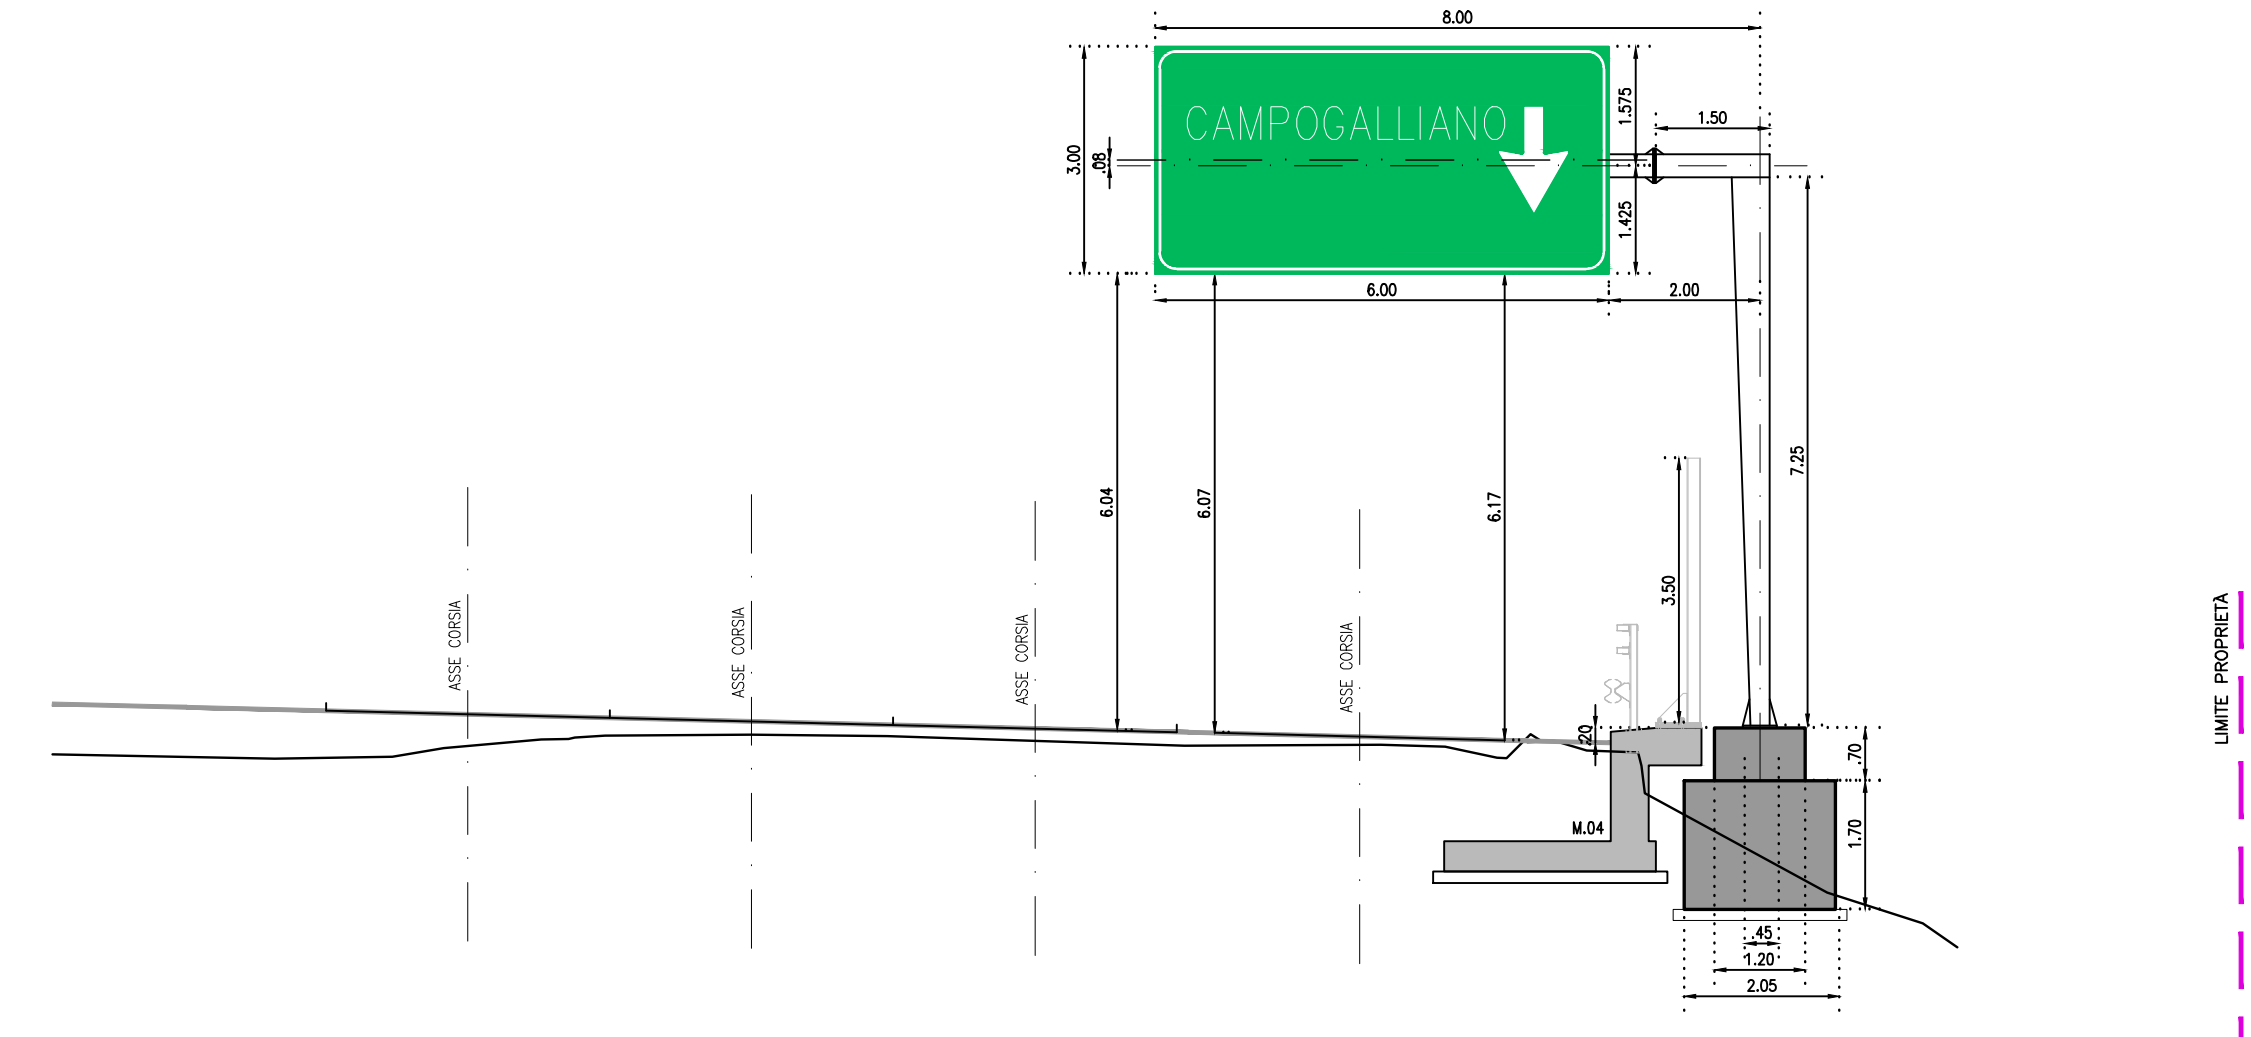 8.00
CAMPOGALLIANO
1.575
1.50
3.00
.08
1.425
6.00
2.00
6.04
6.07
6.17
7.25
3.50
ASSE CORSIA
ASSE CORSIA
ASSE CORSIA
ASSE CORSIA
LIMITE PROPRIETÀ
.20
.70
M.04
1.70
.45
1.20
2.05